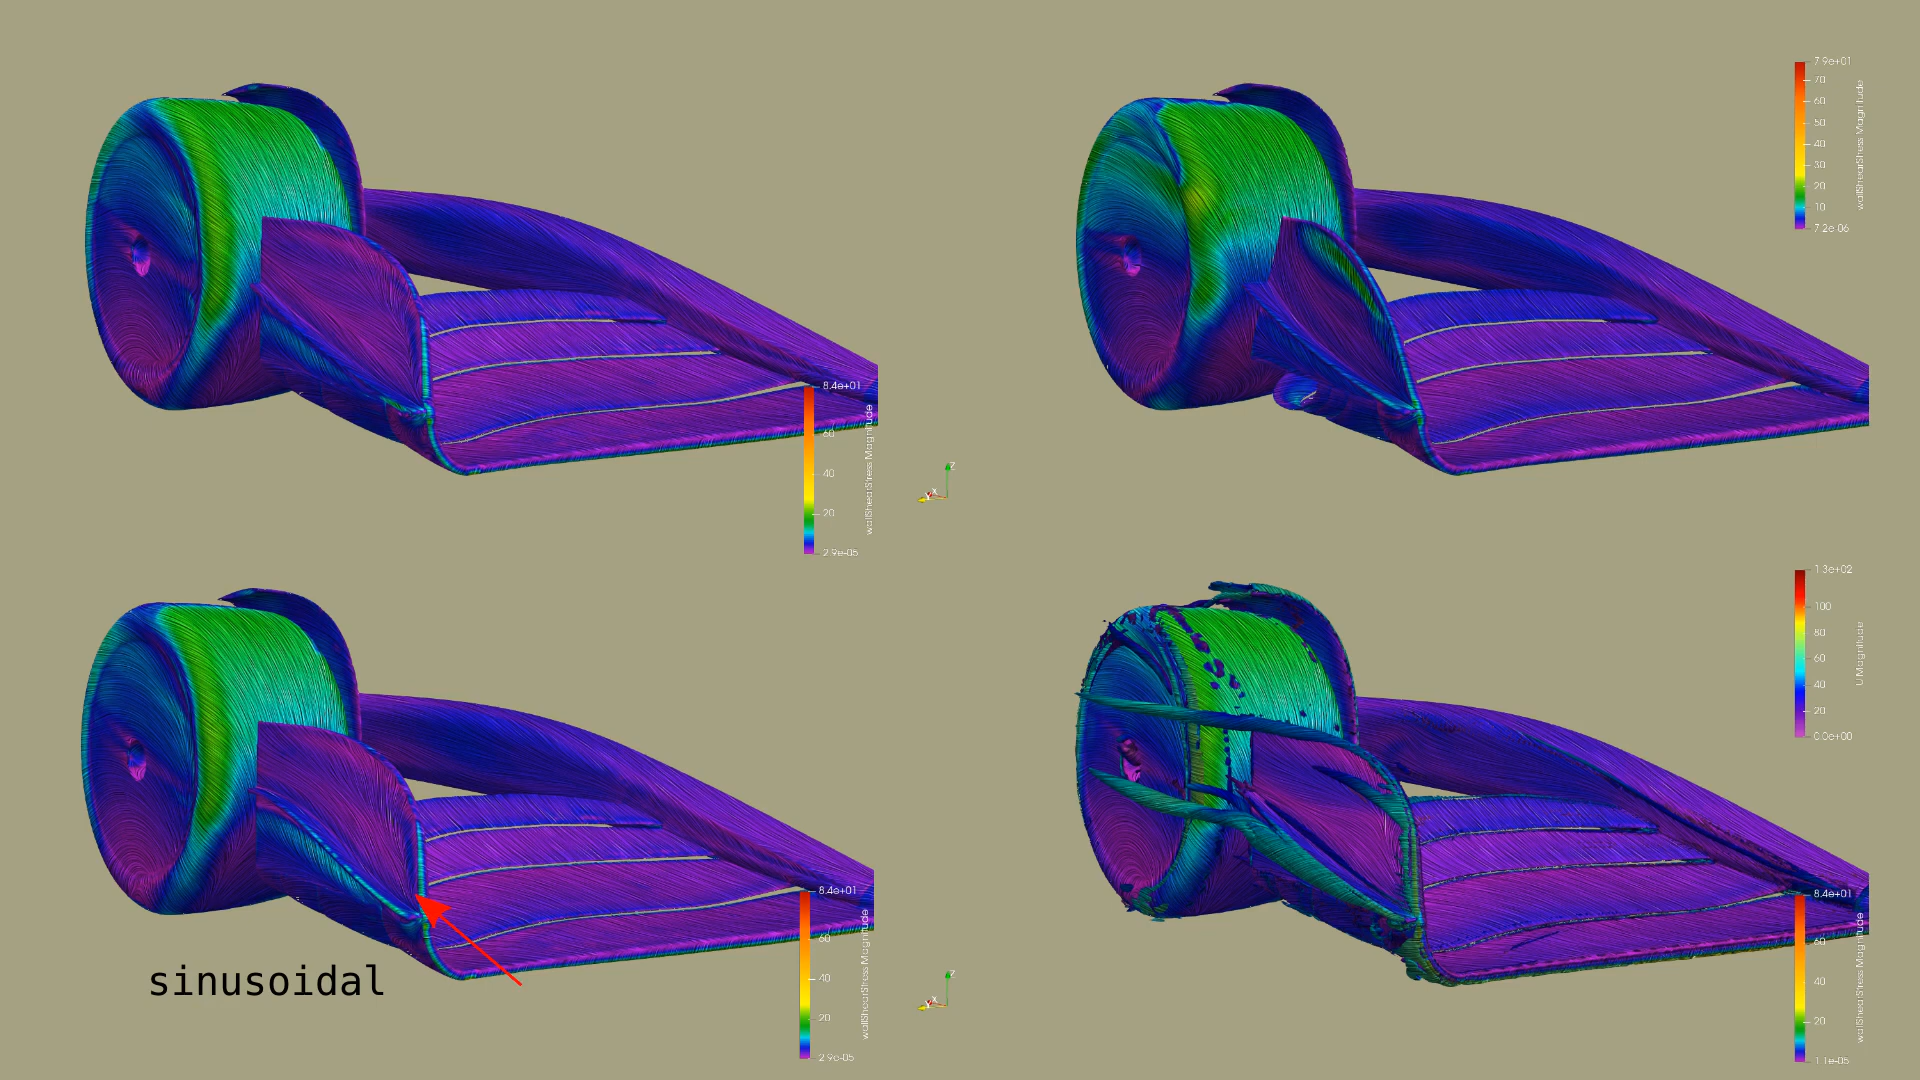 7.9e+01
70
60
50
40
30
20
10
7.2e-06
wallShearStress Magnitude
8.4e+01
60
40
20
2.9e-05
wallShearStress Magnitude
Z
X
Y
1.3e+02
100
80
60
40
20
0.0e+00
U Magnitude
8.4e+01
60
40
20
2.9e-05
wallShearStress Magnitude
sinusoidal
Z
X
Y
8.4e+01
60
40
20
1.1e-05
wallShearStress Magnitude